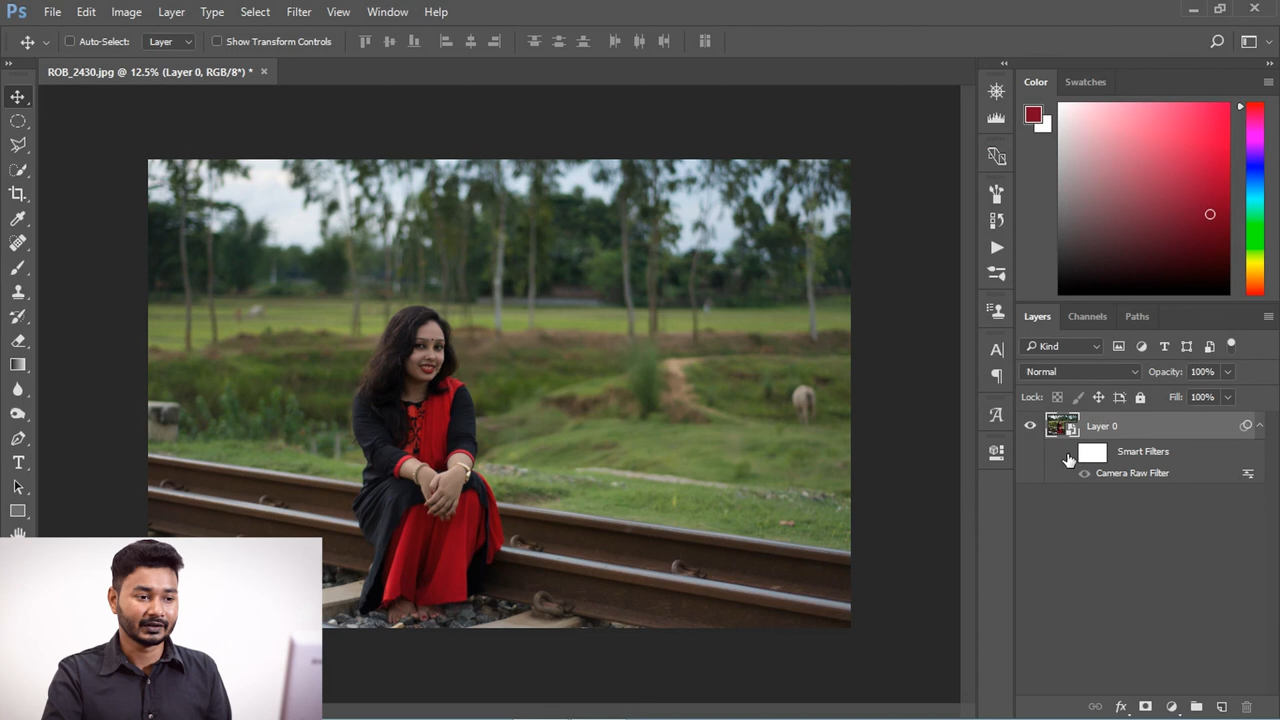 Ps File Edit Image Layer Type Select Filter View Window Help
Auto-Select: Layer Show Transform Controls
ROB_2430.jpg @ 12.5% (Layer 0, RGB/8*) * ×
Color Swatches
Layers Channels Paths
Kind
Normal Opacity: 100%
Lock: Fill: 100%
Layer 0
Smart Filters
Camera Raw Filter